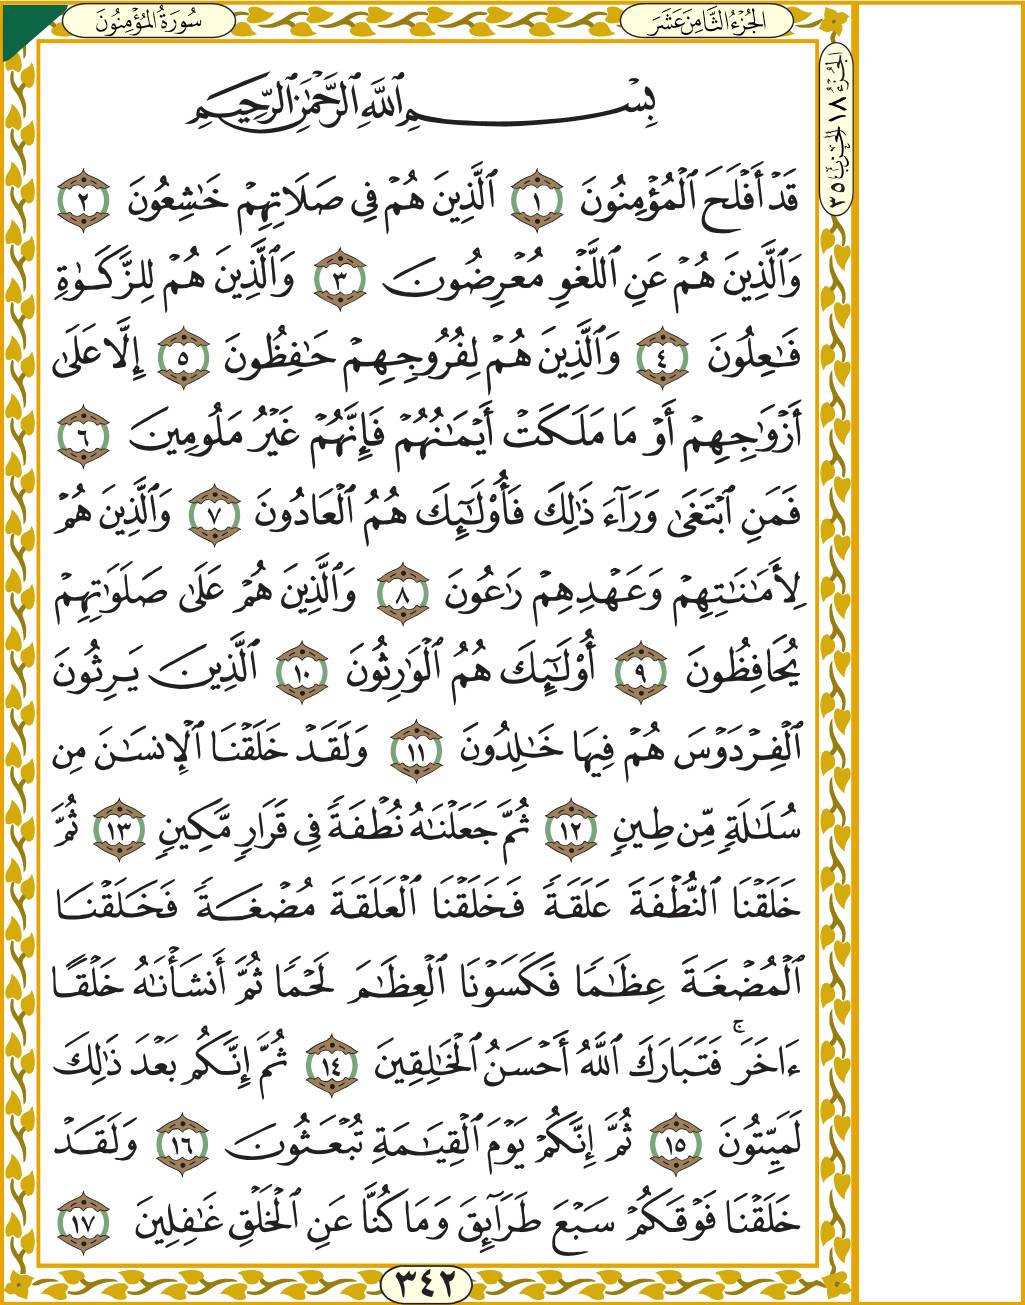 سُورَةُ المُؤْمِنُونَ
الجُزْءُ الثَّامِنَ عَشَرَ
الجُزْءُ ١٨ الحِزْبُ ٣٥
بِسْمِ ٱللَّهِ ٱلرَّحْمَٰنِ ٱلرَّحِيمِ
قَدْ أَفْلَحَ ٱلْمُؤْمِنُونَ ١ ٱلَّذِينَ هُمْ فِى صَلَاتِهِمْ خَٰشِعُونَ ٢
وَٱلَّذِينَ هُمْ عَنِ ٱللَّغْوِ مُعْرِضُونَ ٣ وَٱلَّذِينَ هُمْ لِلزَّكَوٰةِ
فَٰعِلُونَ ٤ وَٱلَّذِينَ هُمْ لِفُرُوجِهِمْ حَٰفِظُونَ ٥ إِلَّا عَلَىٰٓ
أَزْوَٰجِهِمْ أَوْ مَا مَلَكَتْ أَيْمَٰنُهُمْ فَإِنَّهُمْ غَيْرُ مَلُومِينَ ٦
فَمَنِ ٱبْتَغَىٰ وَرَآءَ ذَٰلِكَ فَأُو۟لَٰٓئِكَ هُمُ ٱلْعَادُونَ ٧ وَٱلَّذِينَ هُمْ
لِأَمَٰنَٰتِهِمْ وَعَهْدِهِمْ رَٰعُونَ ٨ وَٱلَّذِينَ هُمْ عَلَىٰ صَلَوَٰتِهِمْ
يُحَافِظُونَ ٩ أُو۟لَٰٓئِكَ هُمُ ٱلْوَٰرِثُونَ ١٠ ٱلَّذِينَ يَرِثُونَ
ٱلْفِرْدَوْسَ هُمْ فِيهَا خَٰلِدُونَ ١١ وَلَقَدْ خَلَقْنَا ٱلْإِنسَٰنَ مِن
سُلَٰلَةٍ مِّن طِينٍ ١٢ ثُمَّ جَعَلْنَٰهُ نُطْفَةً فِى قَرَارٍ مَّكِينٍ ١٣ ثُمَّ
خَلَقْنَا ٱلنُّطْفَةَ عَلَقَةً فَخَلَقْنَا ٱلْعَلَقَةَ مُضْغَةً فَخَلَقْنَا
ٱلْمُضْغَةَ عِظَٰمًا فَكَسَوْنَا ٱلْعِظَٰمَ لَحْمًا ثُمَّ أَنشَأْنَٰهُ خَلْقًا
ءَاخَرَ ۚ فَتَبَارَكَ ٱللَّهُ أَحْسَنُ ٱلْخَٰلِقِينَ ١٤ ثُمَّ إِنَّكُم بَعْدَ ذَٰلِكَ
لَمَيِّتُونَ ١٥ ثُمَّ إِنَّكُمْ يَوْمَ ٱلْقِيَٰمَةِ تُبْعَثُونَ ١٦ وَلَقَدْ
خَلَقْنَا فَوْقَكُمْ سَبْعَ طَرَآئِقَ وَمَا كُنَّا عَنِ ٱلْخَلْقِ غَٰفِلِينَ ١٧
٣٤٢